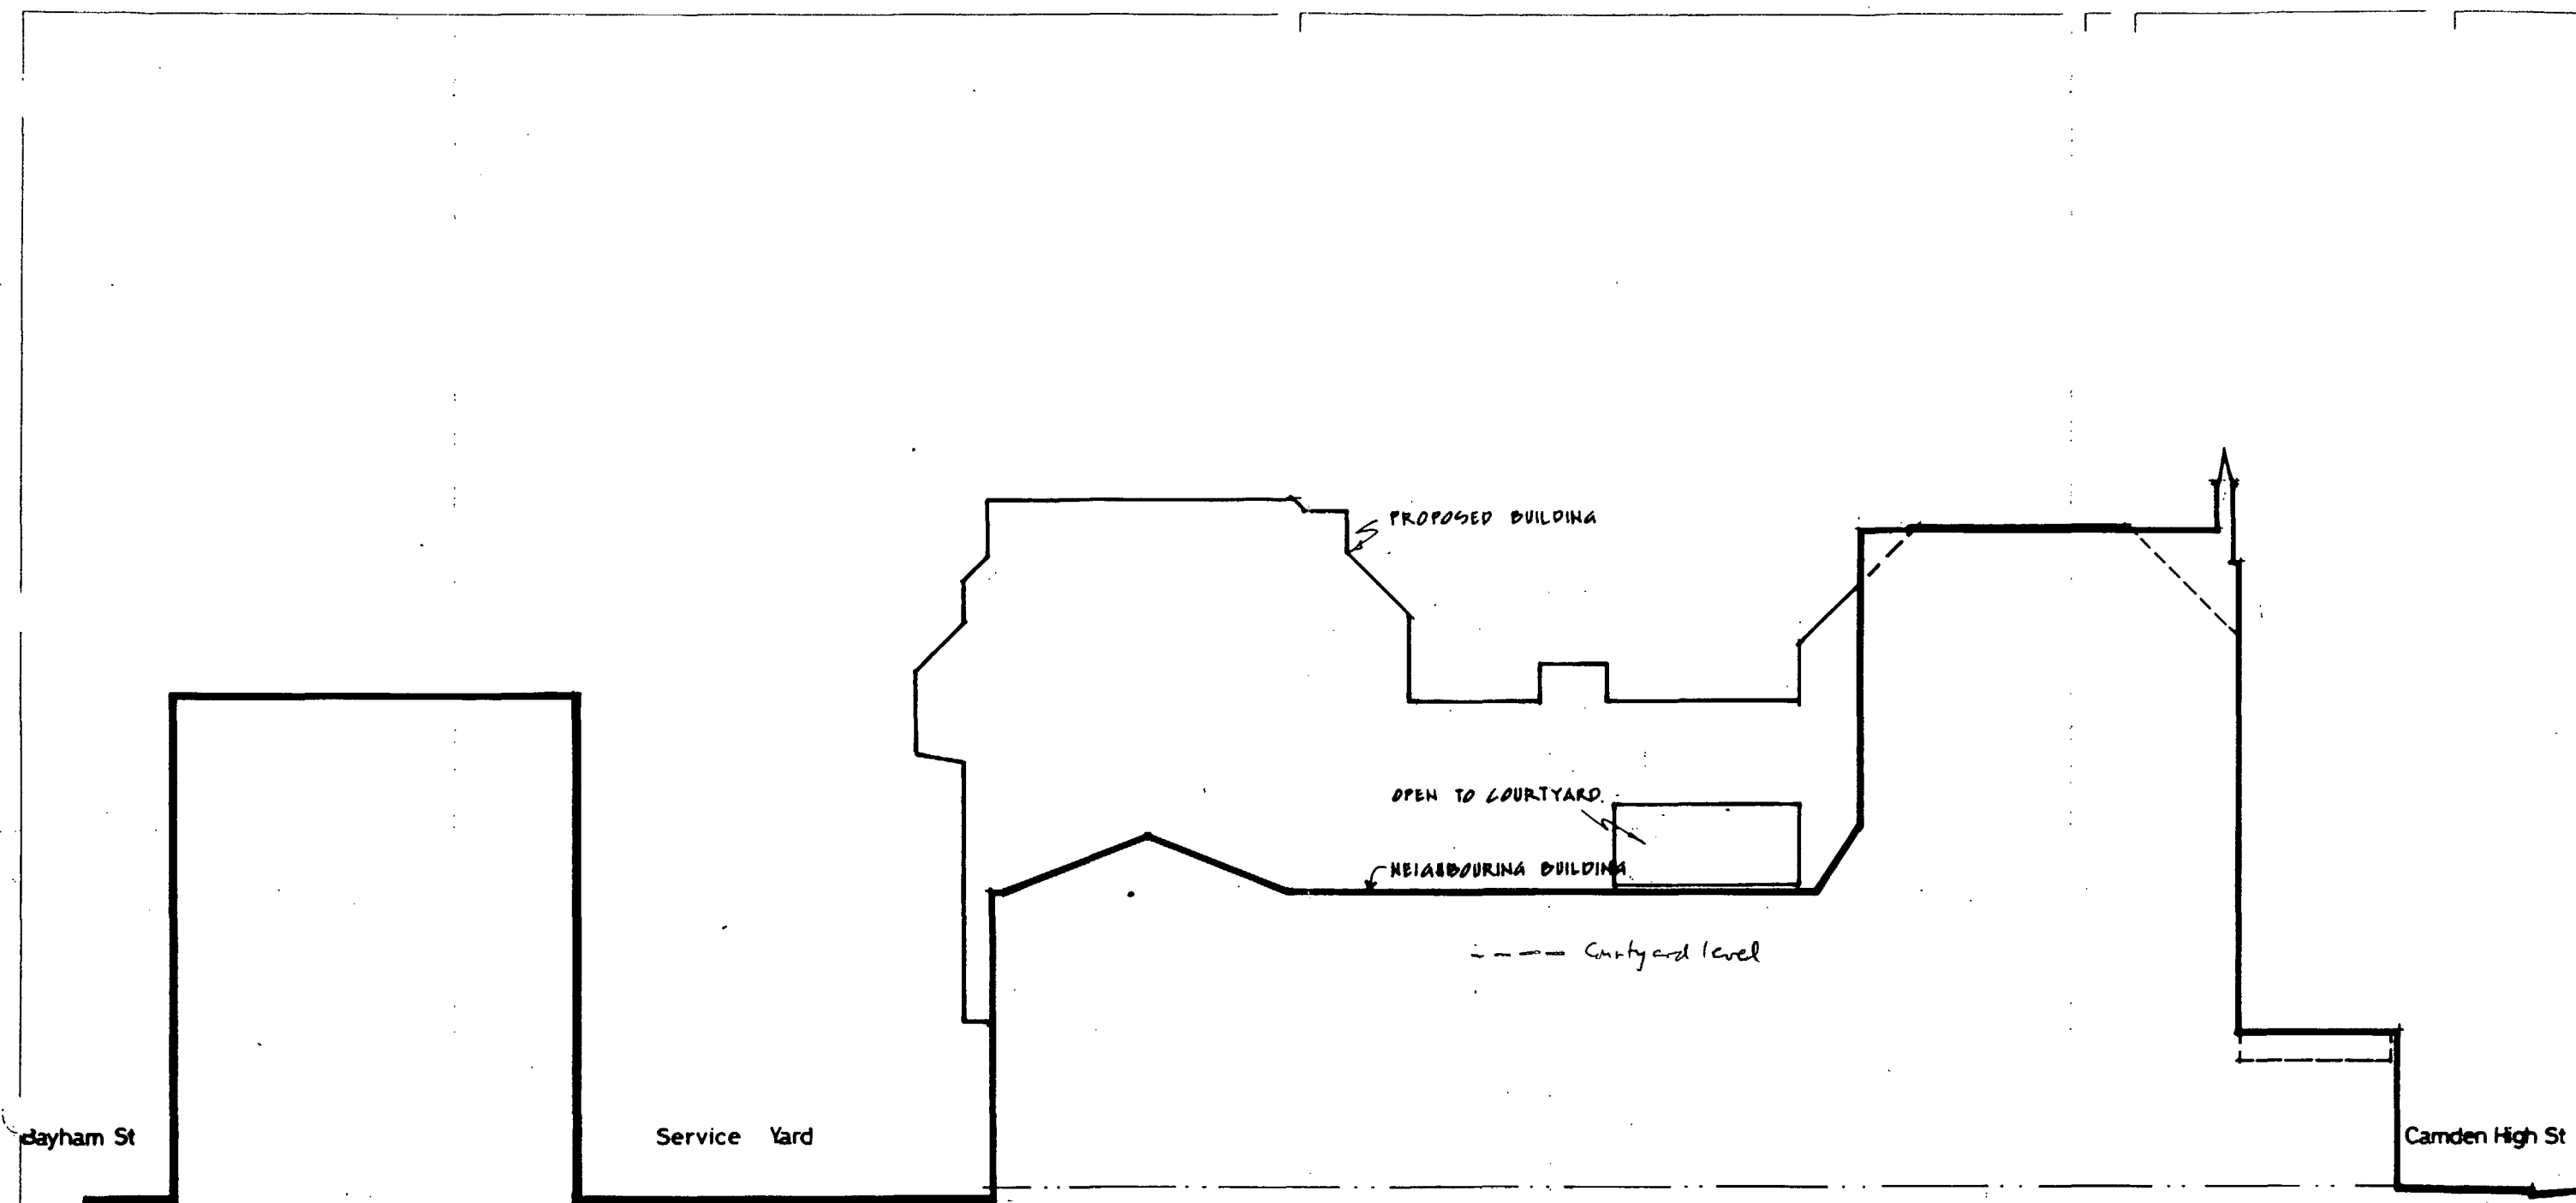 PROPOSED BUILDING
OPEN TO COURTYARD
NEIGHBOURING BUILDING
Courtyard level
Bayham St
Service Yard
Camden High St